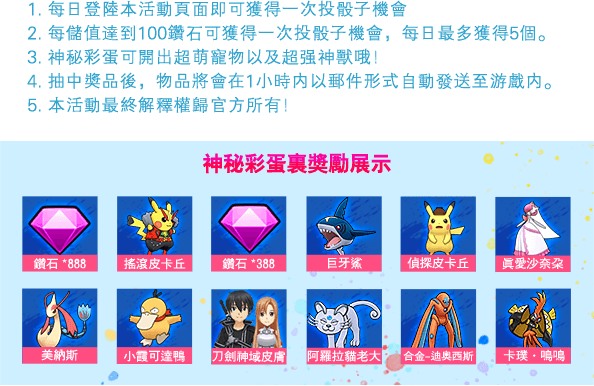 1. 每日登陸本活動頁面即可獲得一次投骰子機會
2. 每儲值達到100鑽石可獲得一次投骰子機會，每日最多獲得5個。
3. 神秘彩蛋可開出超萌寵物以及超强神獸哦!
4. 抽中獎品後，物品將會在1小時内以郵件形式自動發送至游戲内。
5. 本活動最終解釋權歸官方所有!
神秘彩蛋裏獎勵展示
鑽石 *888
搖滾皮卡丘
鑽石 *388
巨牙鯊
偵探皮卡丘
真愛沙奈朶
美納斯
小霞可達鴨
刀劍神域皮膚
阿羅拉貓老大
合金-迪奧西斯
卡璞・鳴鳴